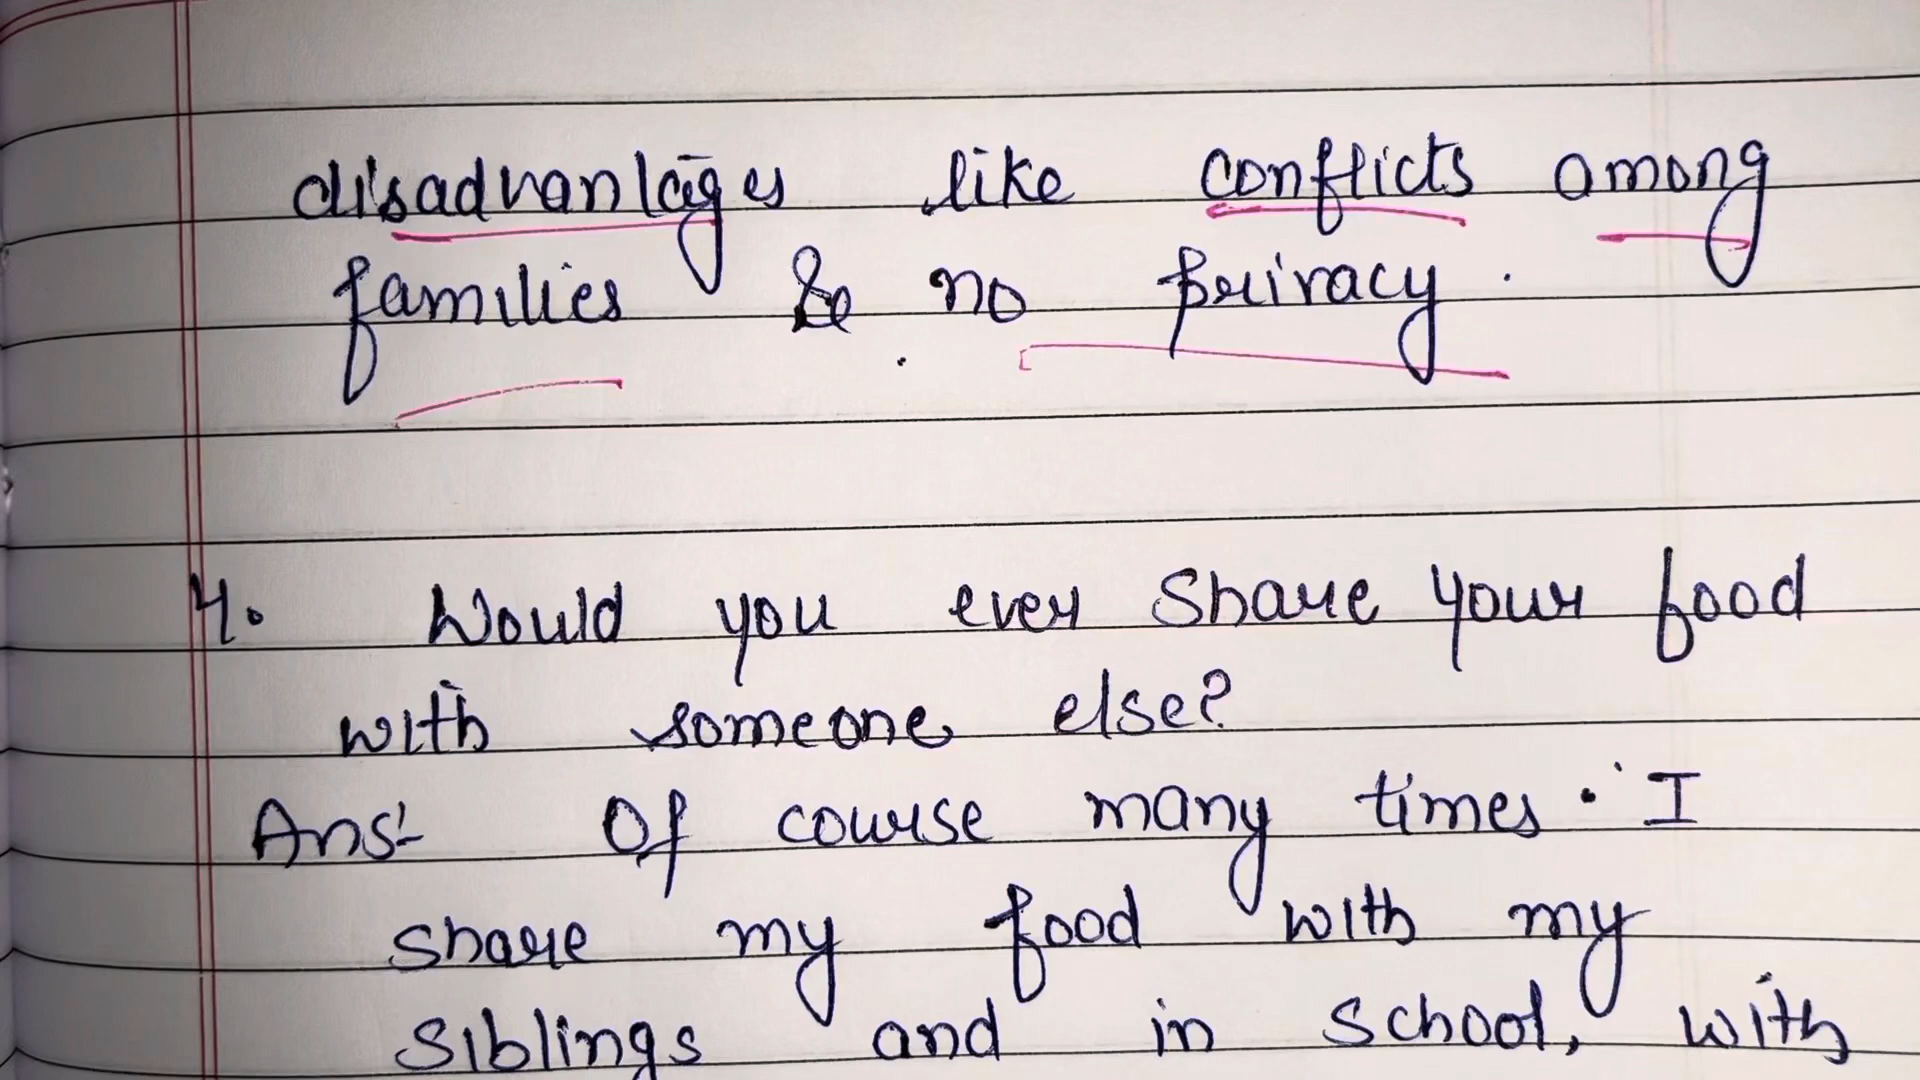 disadvantages like conflicts among
families & no privacy.
4. Would you ever share your food
with someone else?
Ans:- Of course many times. I
share my food with my
siblings and in school, with